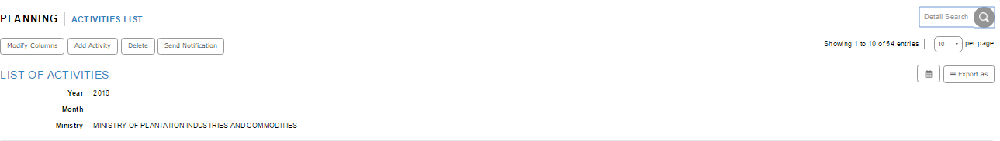 PLANNING ACTIVITIES LIST Detail Search
Modify Columns Add Activity Delete Send Notification Showing 1 to 10 of 54 entries 10 per page
LIST OF ACTIVITIES Export as
Year 2016
Month
Ministry MINISTRY OF PLANTATION INDUSTRIES AND COMMODITIES